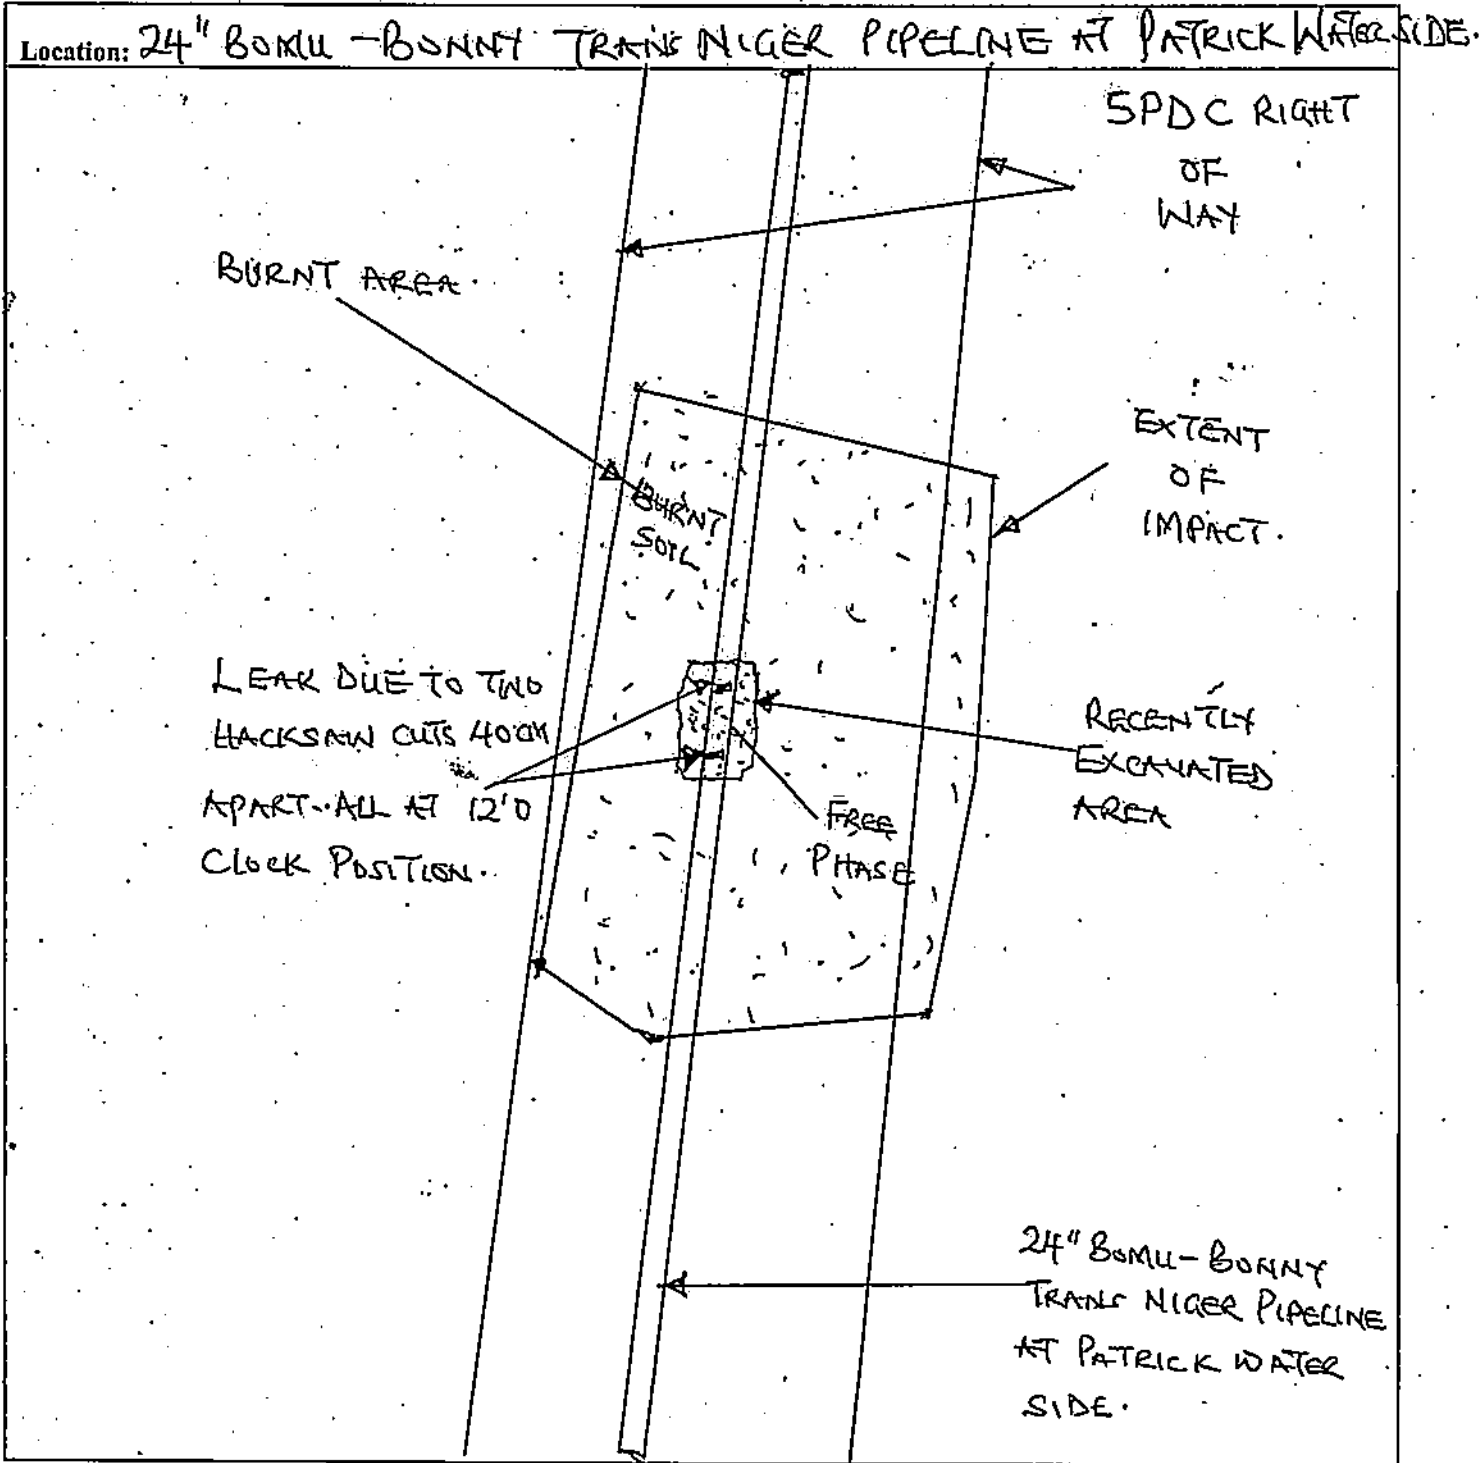 Location: 24" BOMU - BONNY TRANS NIGER PIPELINE AT PATRICK WATERSIDE.
SPDC RIGHT
OF
WAY
BURNT AREA.
EXTENT
OF
IMPACT.
BURNT
SOIL
LEAK DUE TO TWO
HACKSAW CUTS 40CM
APART. ALL AT 12'O
CLOCK POSITION.
RECENTLY
EXCAVATED
AREA
FREE
PHASE
24" BOMU - BONNY
TRANS NIGER PIPELINE
AT PATRICK WATER
SIDE.